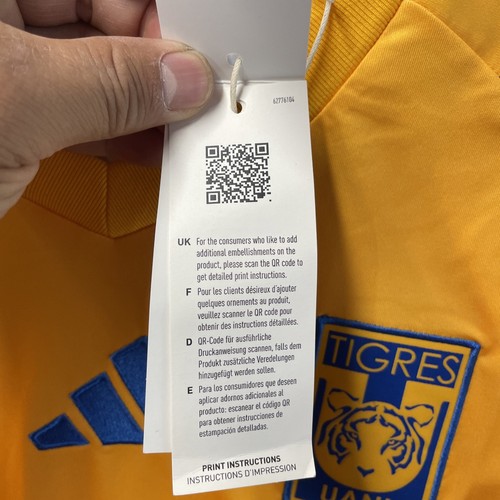 62776104
UK For the consumers who like to add
additional embellishments on the
product, please scan the QR code to
get detailed print instructions.
F Pour les clients désireux d'ajouter
quelques ornements au produit,
veuillez scanner le QR code pour
obtenir des instructions détaillées.
D QR-Code für ausführliche
Druckanweisung scannen, falls dem
Produkt zusätzliche Veredelungen
hinzugefügt werden sollen.
E Para los consumidores que deseen
aplicar adornos adicionales al
producto: escanear el código QR
para obtener instrucciones de
estampación detalladas.
PRINT INSTRUCTIONS
INSTRUCTIONS D'IMPRESSION
TIGRES